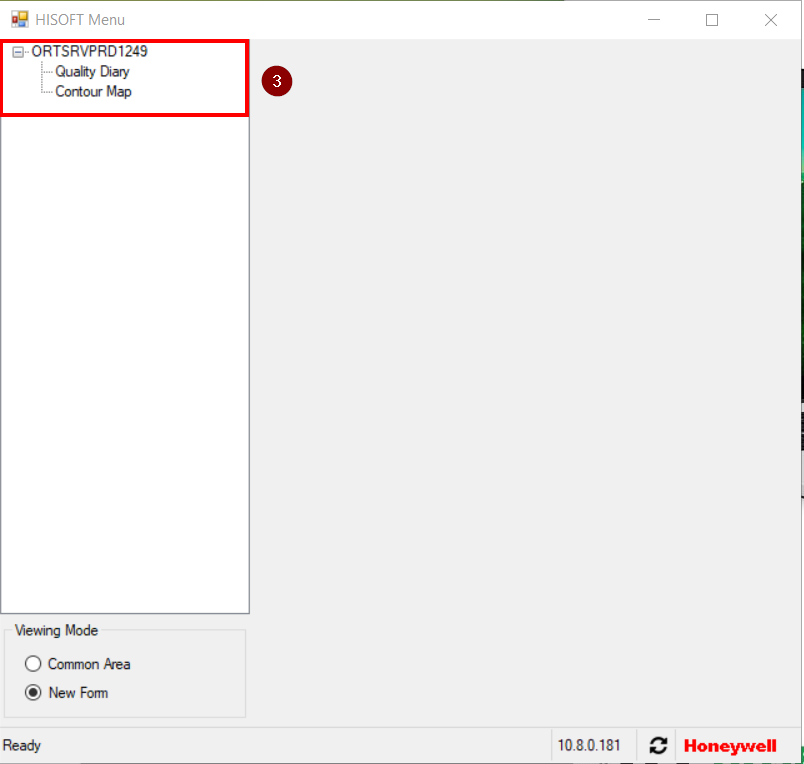 HISOFT Menu
ORTSRVPRD1249
Quality Diary
Contour Map
3
Viewing Mode
Common Area
New Form
Ready
10.8.0.181
Honeywell